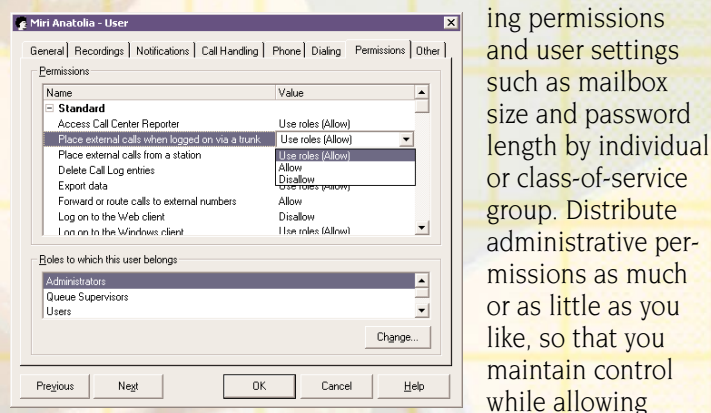 Miri Anatolia - User
General Recordings Notifications Call Handling Phone Dialing Permissions Other
Permissions
Name Value
Standard
Access Call Center Reporter Use roles (Allow)
Place external calls when logged on via a trunk Use roles (Allow)
Place external calls from a station Use roles (Allow)
Delete Call Log entries Allow
Export data Disallow
Use roles (Allow)
Forward or route calls to external numbers Allow
Log on to the Web client Disallow
Log on to the Windows client Use roles (Allow)
Roles to which this user belongs
Administrators
Queue Supervisors
Users
Change...
Previous Next OK Cancel Help
ing permissions
and user settings
such as mailbox
size and password
length by individual
or class-of-service
group. Distribute
administrative per-
missions as much
or as little as you
like, so that you
maintain control
while allowing